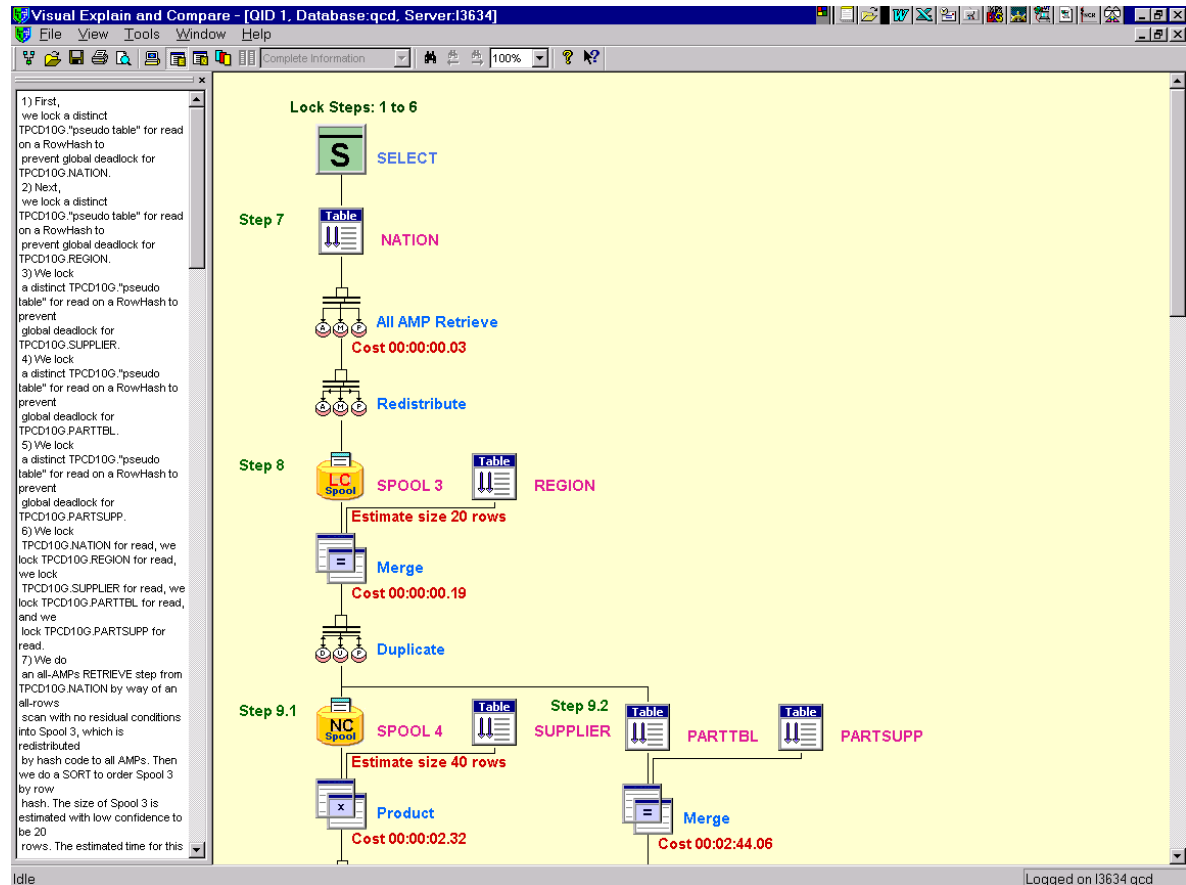 Visual Explain and Compare - [QID 1, Database:qcd, Server:l3634]
File View Tools Window Help
Complete Information
100%
1) First,
we lock a distinct
TPCD10G."pseudo table" for read
on a RowHash to
prevent global deadlock for
TPCD10G.NATION.
2) Next,
we lock a distinct
TPCD10G."pseudo table" for read
on a RowHash to
prevent global deadlock for
TPCD10G.REGION.
3) We lock
a distinct TPCD10G."pseudo
table" for read on a RowHash to
prevent
global deadlock for
TPCD10G.SUPPLIER.
4) We lock
a distinct TPCD10G."pseudo
table" for read on a RowHash to
prevent
global deadlock for
TPCD10G.PARTTBL.
5) We lock
a distinct TPCD10G."pseudo
table" for read on a RowHash to
prevent
global deadlock for
TPCD10G.PARTSUPP.
6) We lock
TPCD10G.NATION for read, we
lock TPCD10G.REGION for read,
we lock
TPCD10G.SUPPLIER for read, we
lock TPCD10G.PARTTBL for read,
and we
lock TPCD10G.PARTSUPP for
read.
7) We do
an all-AMPs RETRIEVE step from
TPCD10G.NATION by way of an
all-rows
scan with no residual conditions
into Spool 3, which is
redistributed
by hash code to all AMPs. Then
we do a SORT to order Spool 3
by row
hash. The size of Spool 3 is
estimated with low confidence to
be 20
rows. The estimated time for this
Lock Steps: 1 to 6
S SELECT
Step 7 Table NATION
A M P All AMP Retrieve
Cost 00:00:00.03
A M P Redistribute
Step 8 LC Spool SPOOL 3 Table REGION
Estimate size 20 rows
= Merge
Cost 00:00:00.19
D U P Duplicate
Step 9.1 NC Spool SPOOL 4 Table SUPPLIER Step 9.2 Table PARTTBL Table PARTSUPP
Estimate size 40 rows
x Product = Merge
Cost 00:00:02.32 Cost 00:02:44.06
Idle Logged on l3634 qcd